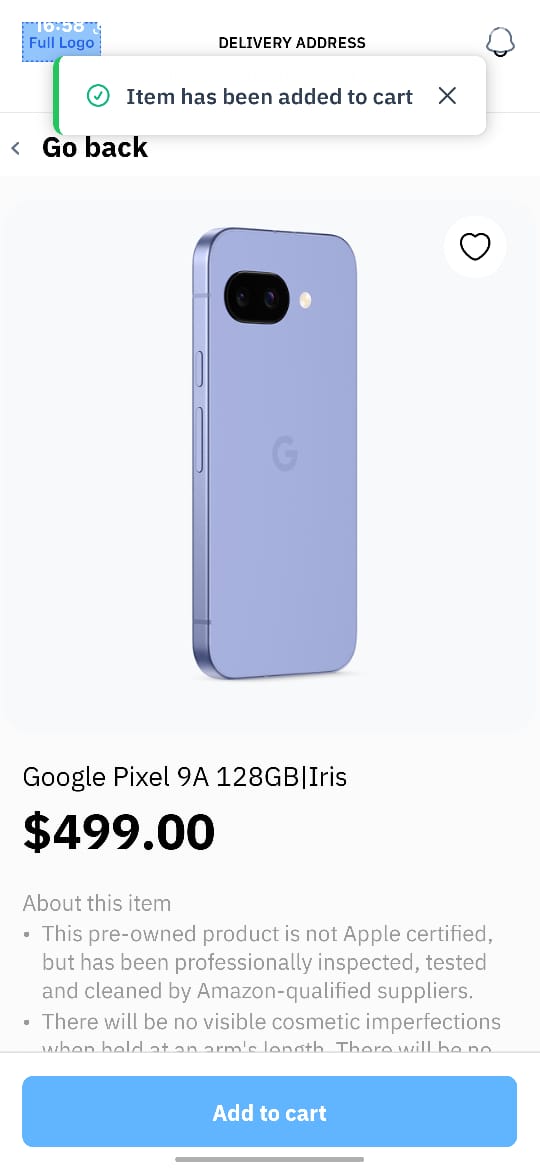 16:58
Full Logo
DELIVERY ADDRESS
Item has been added to cart
Go back
G
Google Pixel 9A 128GB|Iris
$499.00
About this item
• This pre-owned product is not Apple certified,
but has been professionally inspected, tested
and cleaned by Amazon-qualified suppliers.
• There will be no visible cosmetic imperfections
when held at an arm's length. There will be no
Add to cart